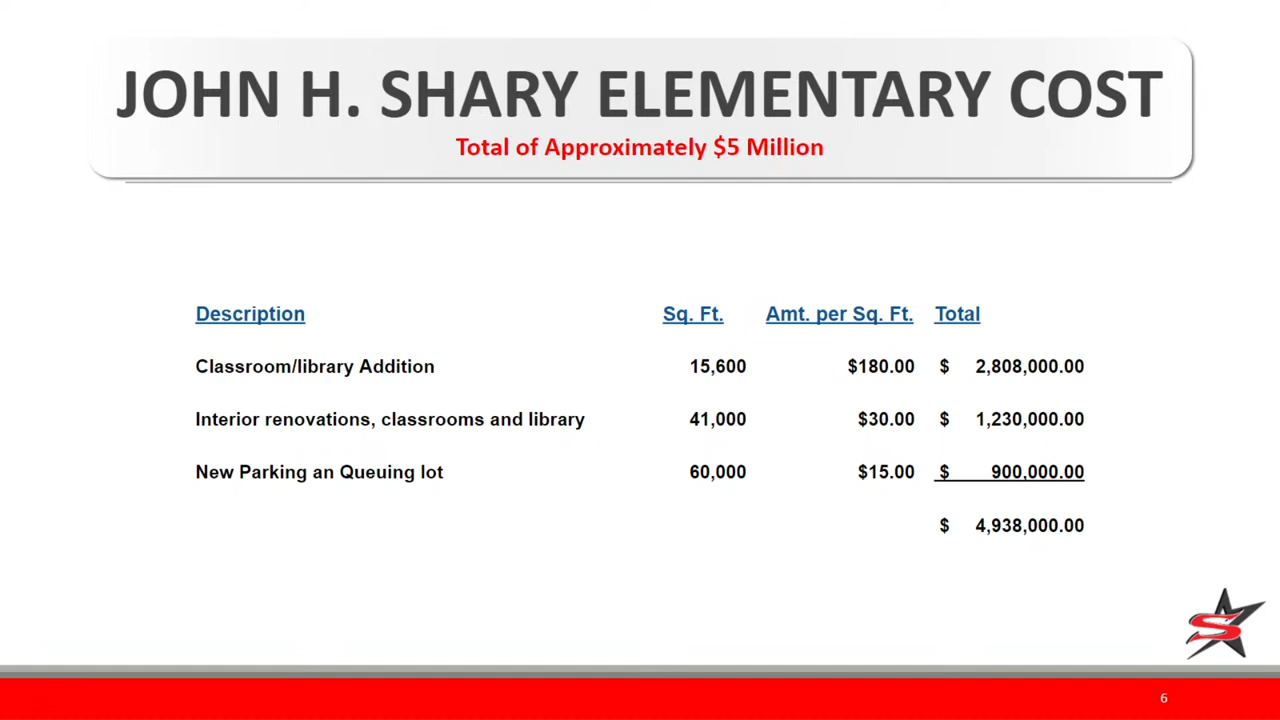 JOHN H. SHARY ELEMENTARY COST
Total of Approximately $5 Million
Description Sq. Ft. Amt. per Sq. Ft. Total
Classroom/library Addition 15,600 $180.00 $ 2,808,000.00
Interior renovations, classrooms and library 41,000 $30.00 $ 1,230,000.00
New Parking an Queuing lot 60,000 $15.00 $ 900,000.00
$ 4,938,000.00
S
6